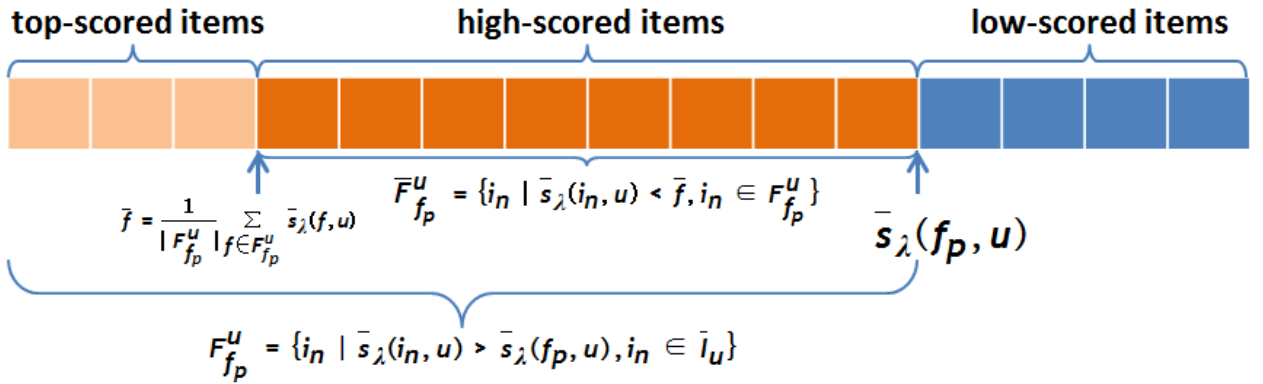 top-scored items high-scored items low-scored items
F̄^u_{f_p} = {i_n | s̄_λ(i_n, u) < f̄, i_n ∈ F^u_{f_p}}
f̄ = 1/|F^u_{f_p}| Σ_{f∈F^u_{f_p}} s̄_λ(f, u)
s̄_λ(f_p, u)
F^u_{f_p} = {i_n | s̄_λ(i_n, u) > s̄_λ(f_p, u), i_n ∈ Ī_u}